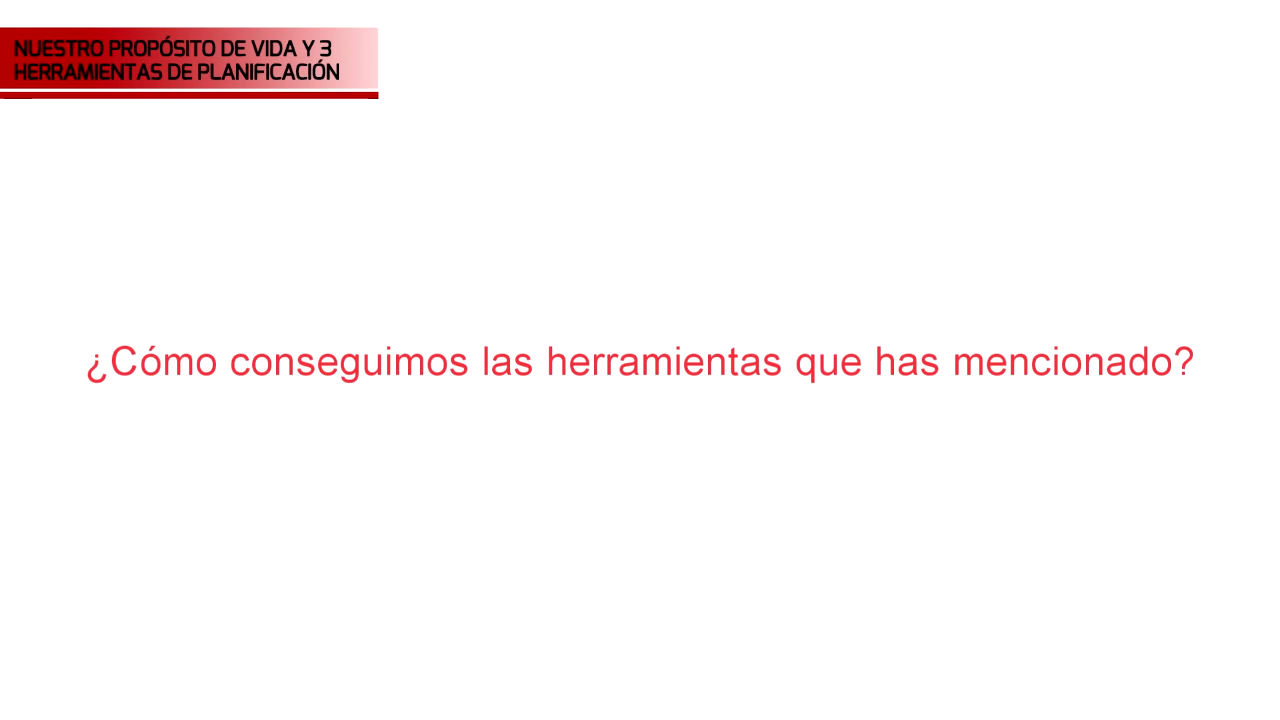 NUESTRO PROPÓSITO DE VIDA Y 3
HERRAMIENTAS DE PLANIFICACIÓN
¿Cómo conseguimos las herramientas que has mencionado?